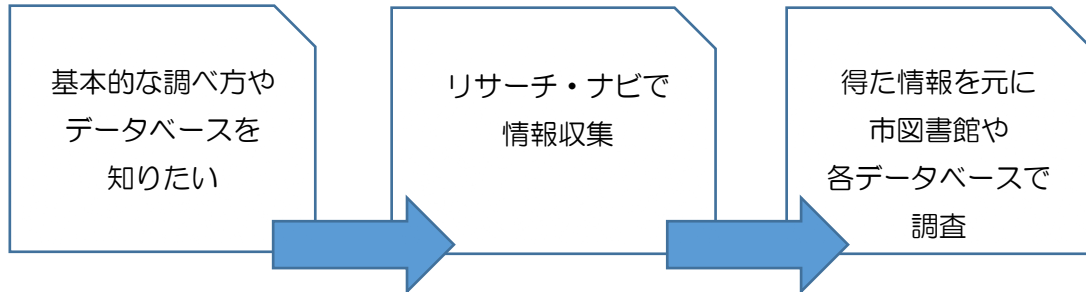 基本的な調べ方や
データベースを
知りたい
リサーチ・ナビで
情報収集
得た情報を元に
市図書館や
各データベースで
調査